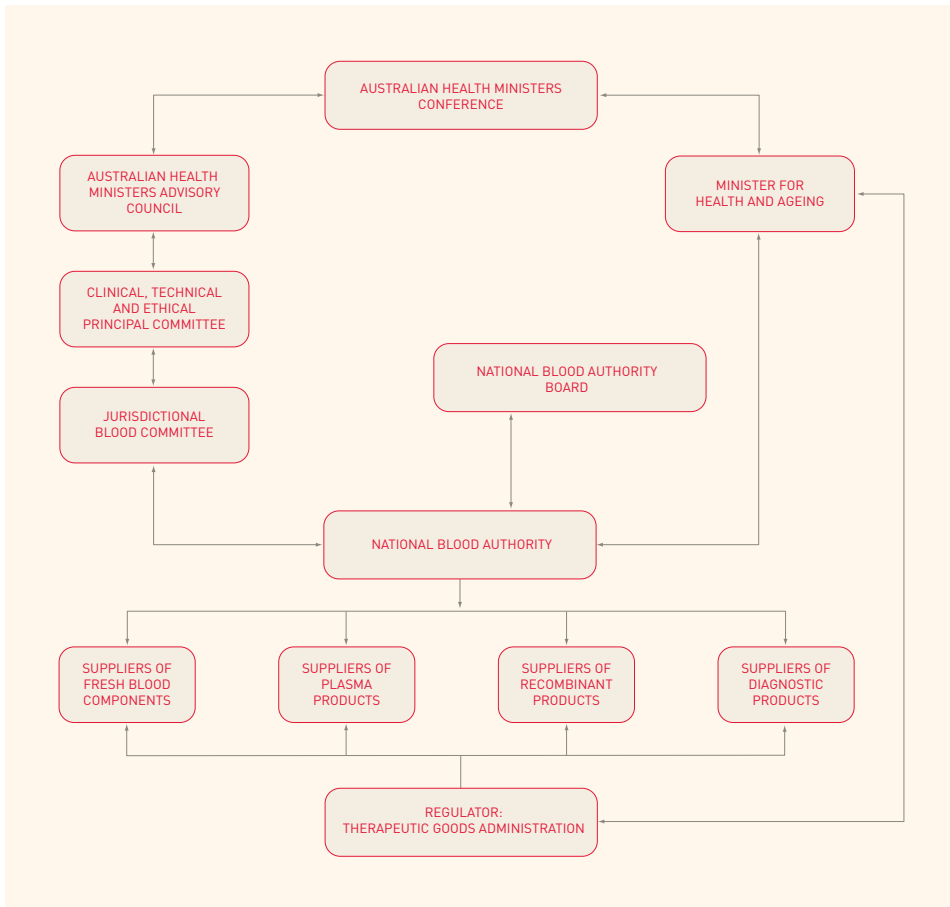 AUSTRALIAN HEALTH MINISTERS
CONFERENCE
AUSTRALIAN HEALTH
MINISTERS ADVISORY
COUNCIL
MINISTER FOR
HEALTH AND AGEING
CLINICAL, TECHNICAL
AND ETHICAL
PRINCIPAL COMMITTEE
NATIONAL BLOOD AUTHORITY
BOARD
JURISDICTIONAL
BLOOD COMMITTEE
NATIONAL BLOOD AUTHORITY
SUPPLIERS OF
FRESH BLOOD
COMPONENTS
SUPPLIERS OF
PLASMA
PRODUCTS
SUPPLIERS OF
RECOMBINANT
PRODUCTS
SUPPLIERS OF
DIAGNOSTIC
PRODUCTS
REGULATOR:
THERAPEUTIC GOODS ADMINISTRATION